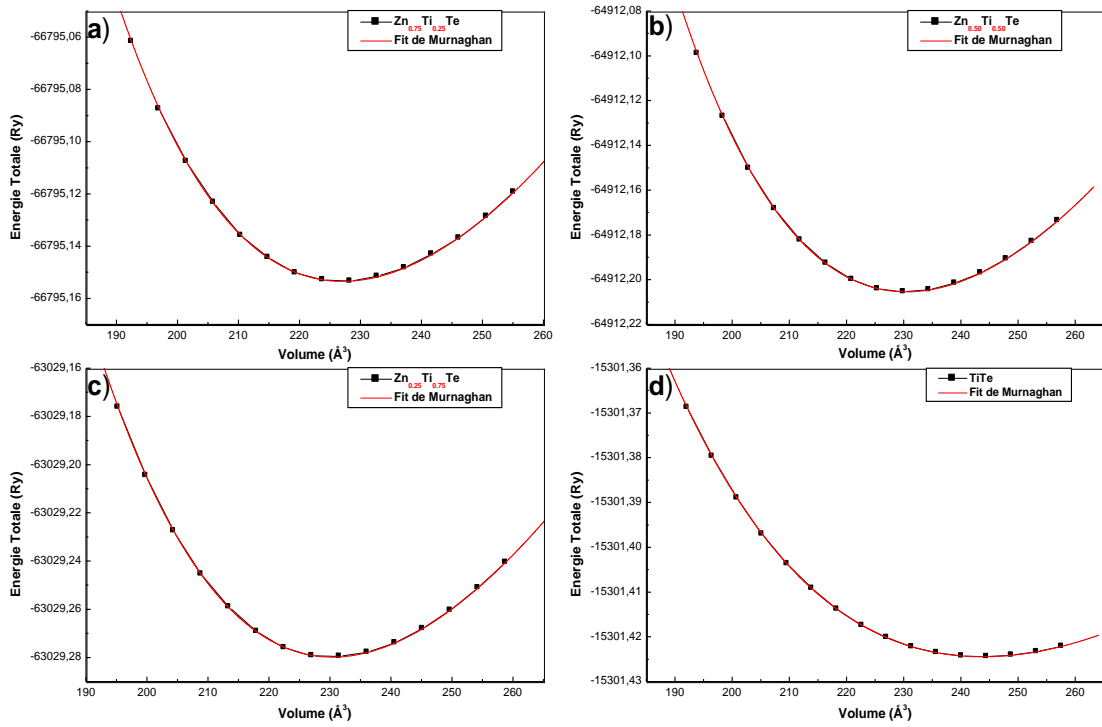 a)
Zn0.75Ti0.25Te
Fit de Murnaghan
-66795,06
-66795,08
-66795,10
-66795,12
-66795,14
-66795,16
Energie Totale (Ry)
190 200 210 220 230 240 250 260
Volume (Å³)
b)
Zn0.50Ti0.50Te
Fit de Murnaghan
-64912,08
-64912,10
-64912,12
-64912,14
-64912,16
-64912,18
-64912,20
-64912,22
Energie Totale (Ry)
190 200 210 220 230 240 250 260
Volume (Å³)
c)
Zn0.25Ti0.75Te
Fit de Murnaghan
-63029,16
-63029,18
-63029,20
-63029,22
-63029,24
-63029,26
-63029,28
Energie Totale (Ry)
190 200 210 220 230 240 250 260
Volume (Å³)
d)
TiTe
Fit de Murnaghan
-15301,36
-15301,37
-15301,38
-15301,39
-15301,40
-15301,41
-15301,42
-15301,43
Energie Totale (Ry)
190 200 210 220 230 240 250 260
Volume (Å³)